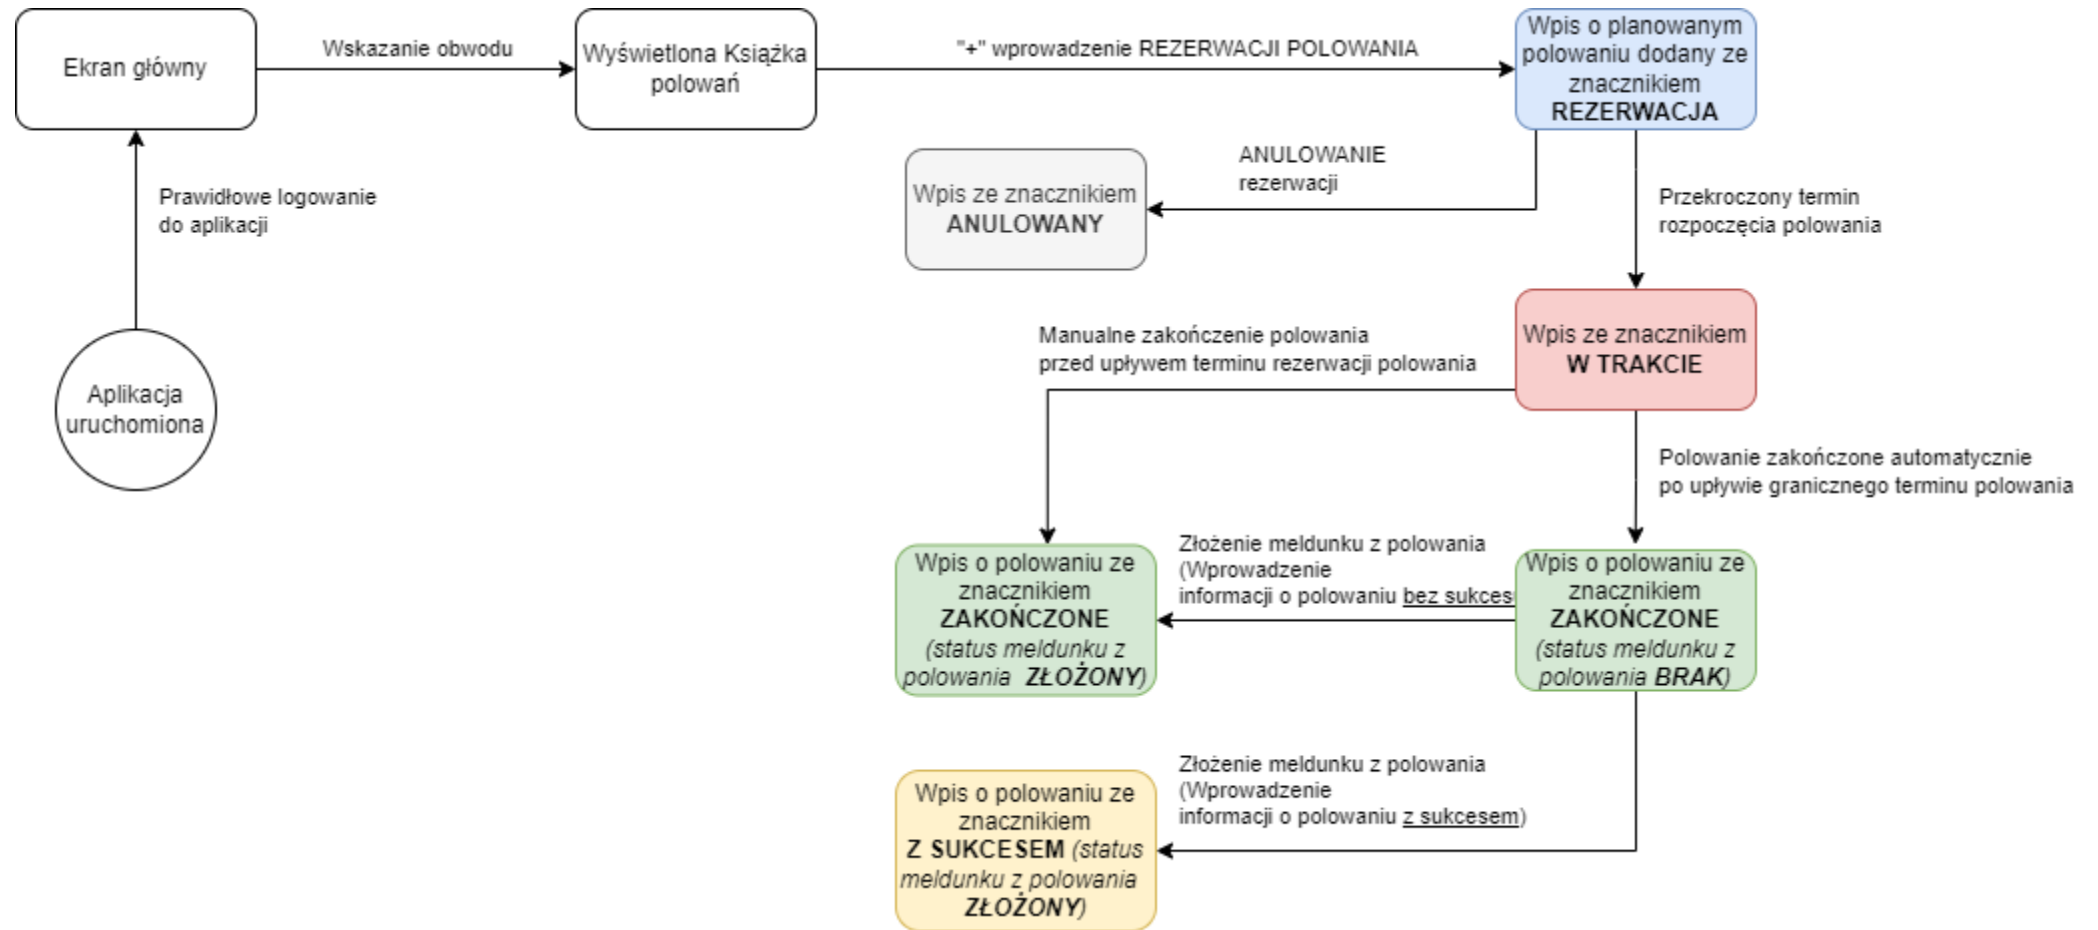 Ekran główny
Wskazanie obwodu
Wyświetlona Książka
polowań
"+" wprowadzenie REZERWACJI POLOWANIA
Wpis o planowanym
polowaniu dodany ze
znacznikiem
REZERWACJA
Prawidłowe logowanie
do aplikacji
Wpis ze znacznikiem
ANULOWANY
ANULOWANIE
rezerwacji
Przekroczony termin
rozpoczęcia polowania
Aplikacja
uruchomiona
Manualne zakończenie polowania
przed upływem terminu rezerwacji polowania
Wpis ze znacznikiem
W TRAKCIE
Polowanie zakończone automatycznie
po upływie granicznego terminu polowania
Wpis o polowaniu ze
znacznikiem
ZAKOŃCZONE
(status meldunku z
polowania ZŁOŻONY)
Złożenie meldunku z polowania
(Wprowadzenie
informacji o polowaniu bez sukces
Wpis o polowaniu ze
znacznikiem
ZAKOŃCZONE
(status meldunku z
polowania BRAK)
Wpis o polowaniu ze
znacznikiem
Z SUKCESEM (status
meldunku z polowania
ZŁOŻONY)
Złożenie meldunku z polowania
(Wprowadzenie
informacji o polowaniu z sukcesem)